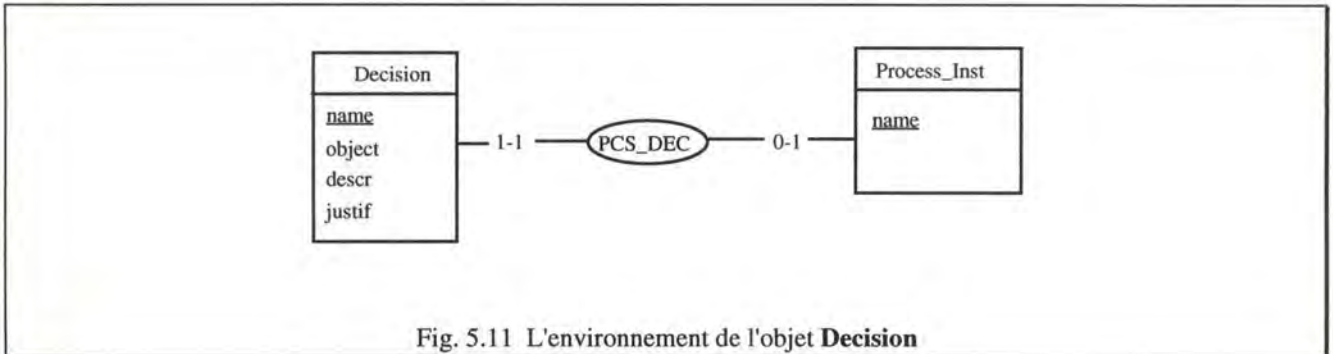 Decision
name
object
descr
justif
1-1
PCS_DEC
0-1
Process_Inst
name
Fig. 5.11 L'environnement de l'objet Decision